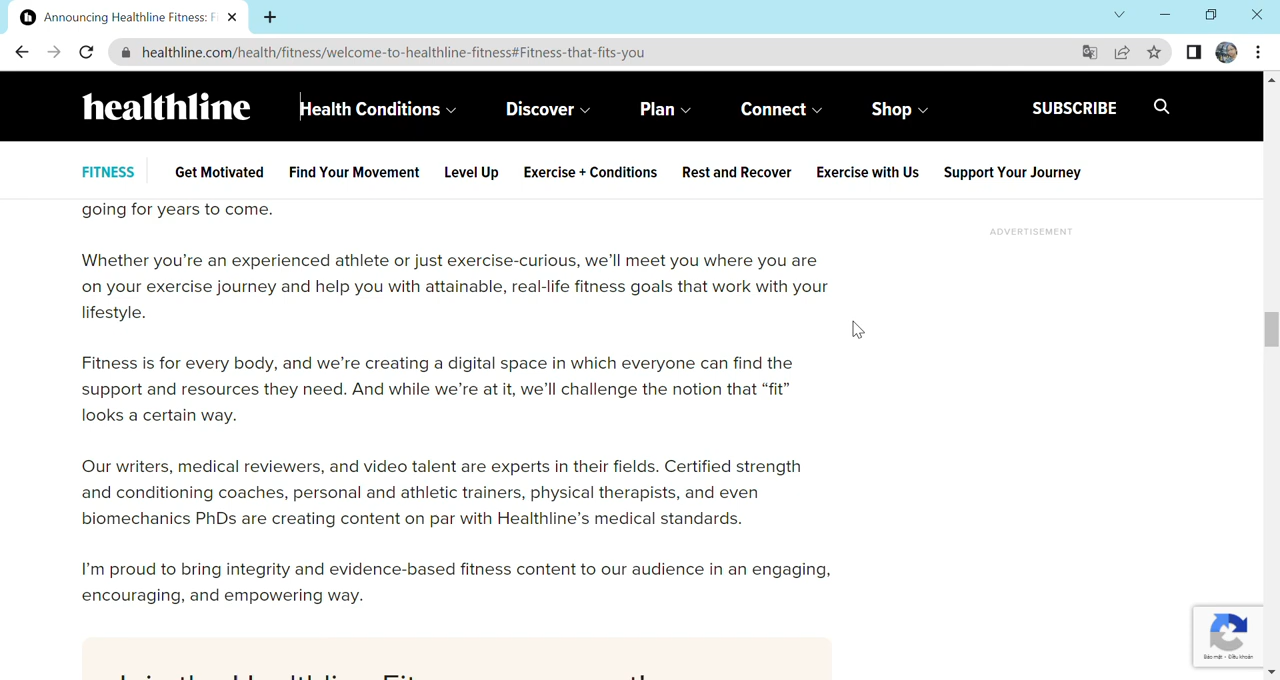 Announcing Healthline Fitness: F
healthline.com/health/fitness/welcome-to-healthline-fitness#Fitness-that-fits-you
healthline Health Conditions Discover Plan Connect Shop SUBSCRIBE
FITNESS Get Motivated Find Your Movement Level Up Exercise + Conditions Rest and Recover Exercise with Us Support Your Journey
going for years to come.
ADVERTISEMENT
Whether you're an experienced athlete or just exercise-curious, we'll meet you where you are
on your exercise journey and help you with attainable, real-life fitness goals that work with your
lifestyle.
Fitness is for every body, and we're creating a digital space in which everyone can find the
support and resources they need. And while we're at it, we'll challenge the notion that “fit”
looks a certain way.
Our writers, medical reviewers, and video talent are experts in their fields. Certified strength
and conditioning coaches, personal and athletic trainers, physical therapists, and even
biomechanics PhDs are creating content on par with Healthline's medical standards.
I'm proud to bring integrity and evidence-based fitness content to our audience in an engaging,
encouraging, and empowering way.
Bảo mật - Điều khoản